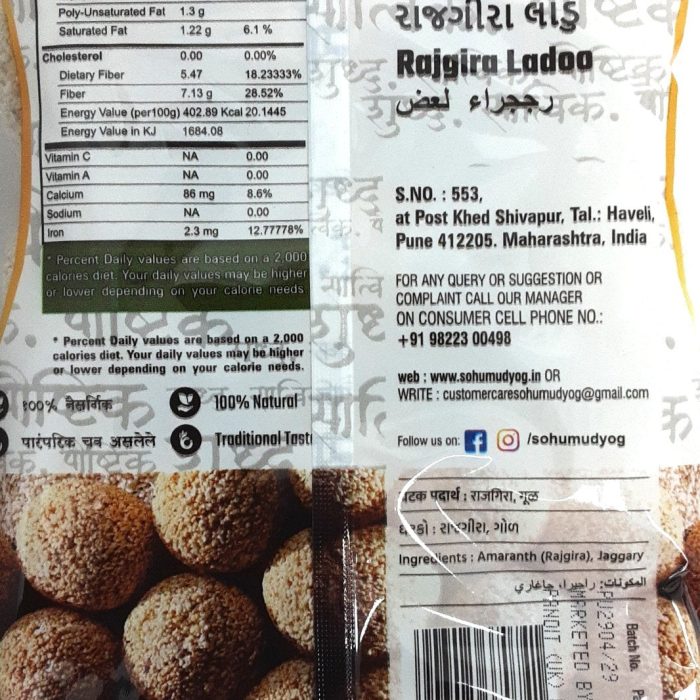 Poly-Unsaturated Fat 1.3 g
Saturated Fat 1.22 g 6.1 %
Cholesterol 0.00 0.00%
Dietary Fiber 5.47 18.23333%
Fiber 7.13 g 28.52%
Energy Value (per100g) 402.89 Kcal 20.1445
Energy Value in KJ 1684.08
Vitamin C NA 0.00
Vitamin A NA 0.00
Calcium 86 mg 8.6%
Sodium NA 0.00
Iron 2.3 mg 12.77778%
* Percent Daily values are based on a 2,000
calories diet. Your daily values may be higher
or lower depending on your calorie needs.
* Percent Daily values are based on a 2,000
calories diet. Your daily values may be higher
or lower depending on your calorie needs.
१००% नैसर्गिक 100% Natural
पारंपरिक चव असलेले Traditional Tast
રાજગીરા લાડુ
Rajgira Ladoo
رججراء لعض
S.NO. : 553,
at Post Khed Shivapur, Tal.: Haveli,
Pune 412205. Maharashtra, India
FOR ANY QUERY OR SUGGESTION OR
COMPLAINT CALL OUR MANAGER
ON CONSUMER CELL PHONE NO.:
+91 98223 00498
web : www.sohumudyog.in OR
WRITE : customercaresohumudyog@gmail.com
Follow us on: /sohumudyog
घटक पदार्थ : राजगिरा, गूळ
ઘટકો : રાજગીરા, ગોળ
Ingredients : Amaranth (Rajgira), Jaggary
المكونات: راجيرا، جاغاري
PU2904/29
MARKETED BY
PANDIT (UK)
Batch No.